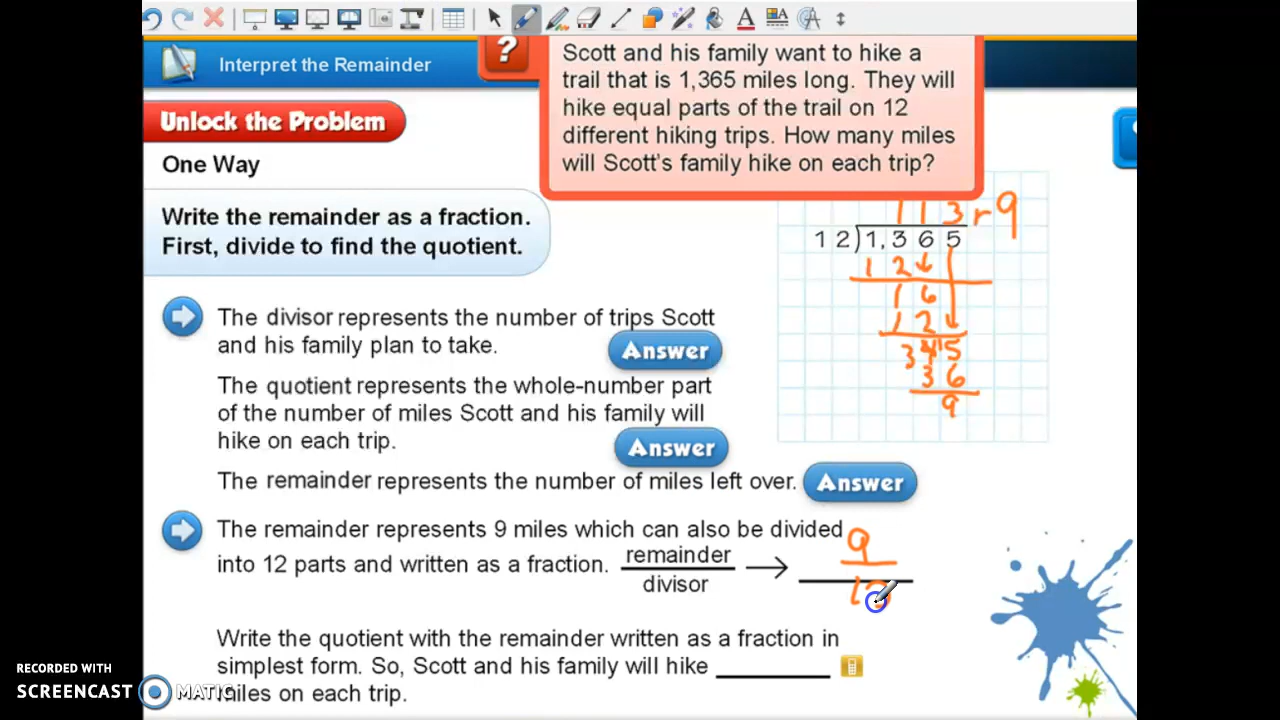 Interpret the Remainder
?
Scott and his family want to hike a
trail that is 1,365 miles long. They will
hike equal parts of the trail on 12
different hiking trips. How many miles
will Scott's family hike on each trip?
Unlock the Problem
One Way
Write the remainder as a fraction.
First, divide to find the quotient.
113 r 9
12)1,365
12
16
12
3 4 15
36
9
The divisor represents the number of trips Scott
and his family plan to take.
Answer
The quotient represents the whole-number part
of the number of miles Scott and his family will
hike on each trip.
Answer
The remainder represents the number of miles left over.
Answer
The remainder represents 9 miles which can also be divided
into 12 parts and written as a fraction.
remainder
divisor
9
12
Write the quotient with the remainder written as a fraction in
simplest form. So, Scott and his family will hike
miles on each trip.
RECORDED WITH
SCREENCAST MATIC